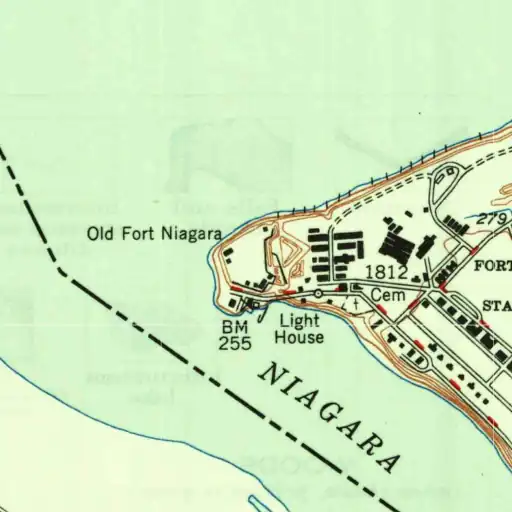 Old Fort Niagara
279
1812
Cem
FORT
STA
BM
255
Light
House
NIAGARA